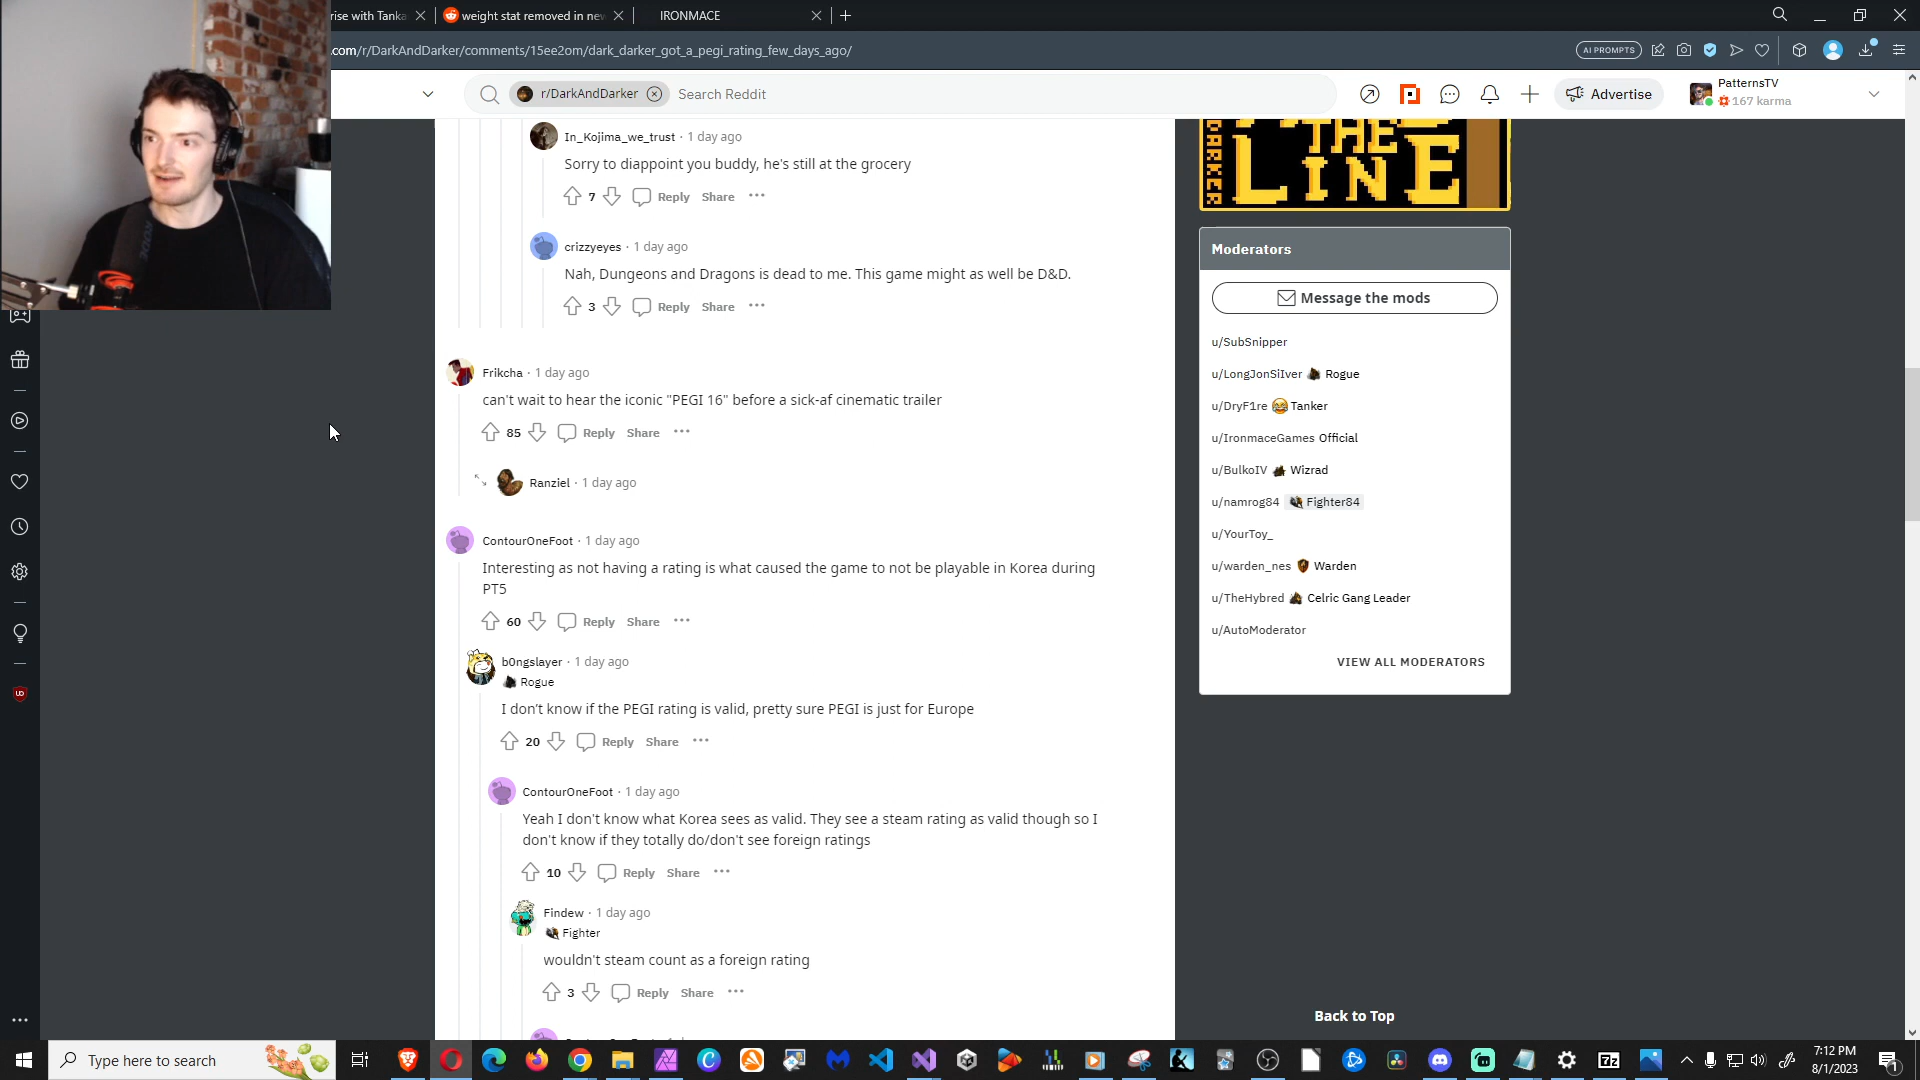 rise with Tanka
weight stat removed in new
IRONMACE
.com/r/DarkAndDarker/comments/15ee2om/dark_darker_got_a_pegi_rating_few_days_ago/
AI PROMPTS
r/DarkAndDarker
Search Reddit
Advertise
PatternsTV
167 karma
In_Kojima_we_trust · 1 day ago
Sorry to diappoint you buddy, he's still at the grocery
7 Reply Share ···
crizzyeyes · 1 day ago
Nah, Dungeons and Dragons is dead to me. This game might as well be D&D.
3 Reply Share ···
Frikcha · 1 day ago
can't wait to hear the iconic "PEGI 16" before a sick-af cinematic trailer
85 Reply Share ···
Ranziel · 1 day ago
ContourOneFoot · 1 day ago
Interesting as not having a rating is what caused the game to not be playable in Korea during
PT5
60 Reply Share ···
b0ngslayer · 1 day ago
Rogue
I don't know if the PEGI rating is valid, pretty sure PEGI is just for Europe
20 Reply Share ···
ContourOneFoot · 1 day ago
Yeah I don't know what Korea sees as valid. They see a steam rating as valid though so I
don't know if they totally do/don't see foreign ratings
10 Reply Share ···
Findew · 1 day ago
Fighter
wouldn't steam count as a foreign rating
3 Reply Share ···
DARKER
THE
LINE
Moderators
Message the mods
u/SubSnipper
u/LongJonSiIver Rogue
u/DryF1re Tanker
u/IronmaceGames Official
u/BulkoIV Wizrad
u/namrog84 Fighter84
u/YourToy_
u/warden_nes Warden
u/TheHybred Celric Gang Leader
u/AutoModerator
VIEW ALL MODERATORS
Back to Top
Type here to search
7:12 PM
8/1/2023
1